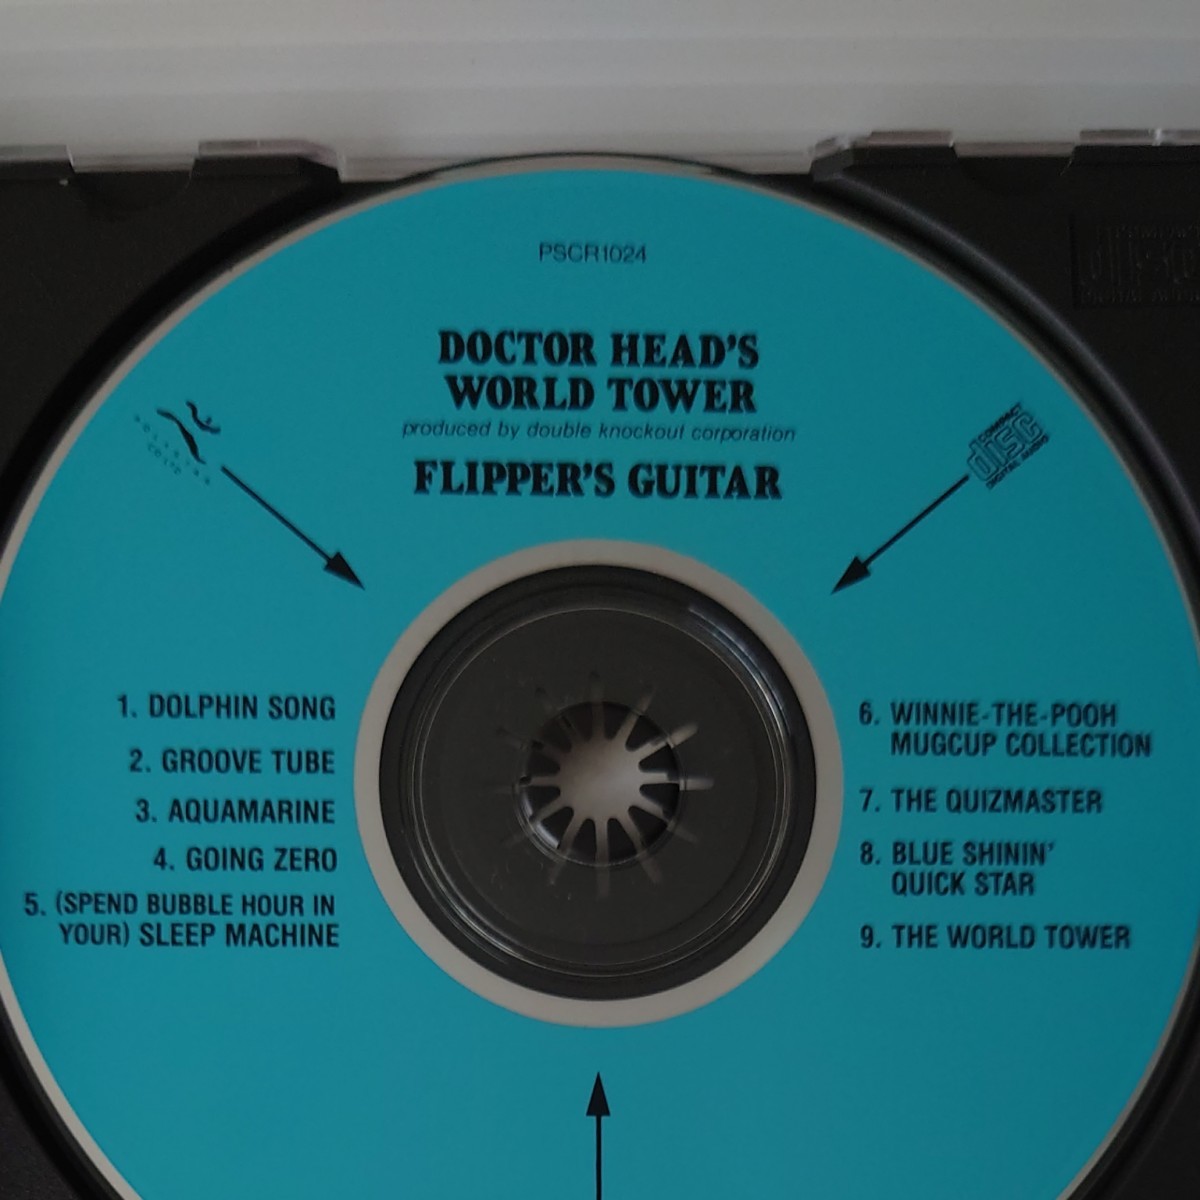 PSCR1024
DOCTOR HEAD'S
WORLD TOWER
produced by double knockout corporation
FLIPPER'S GUITAR
COMPACT
disc
DIGITAL AUDIO
1. DOLPHIN SONG
2. GROOVE TUBE
3. AQUAMARINE
4. GOING ZERO
5. (SPEND BUBBLE HOUR IN
YOUR) SLEEP MACHINE
6. WINNIE-THE-POOH
MUGCUP COLLECTION
7. THE QUIZMASTER
8. BLUE SHININ'
QUICK STAR
9. THE WORLD TOWER